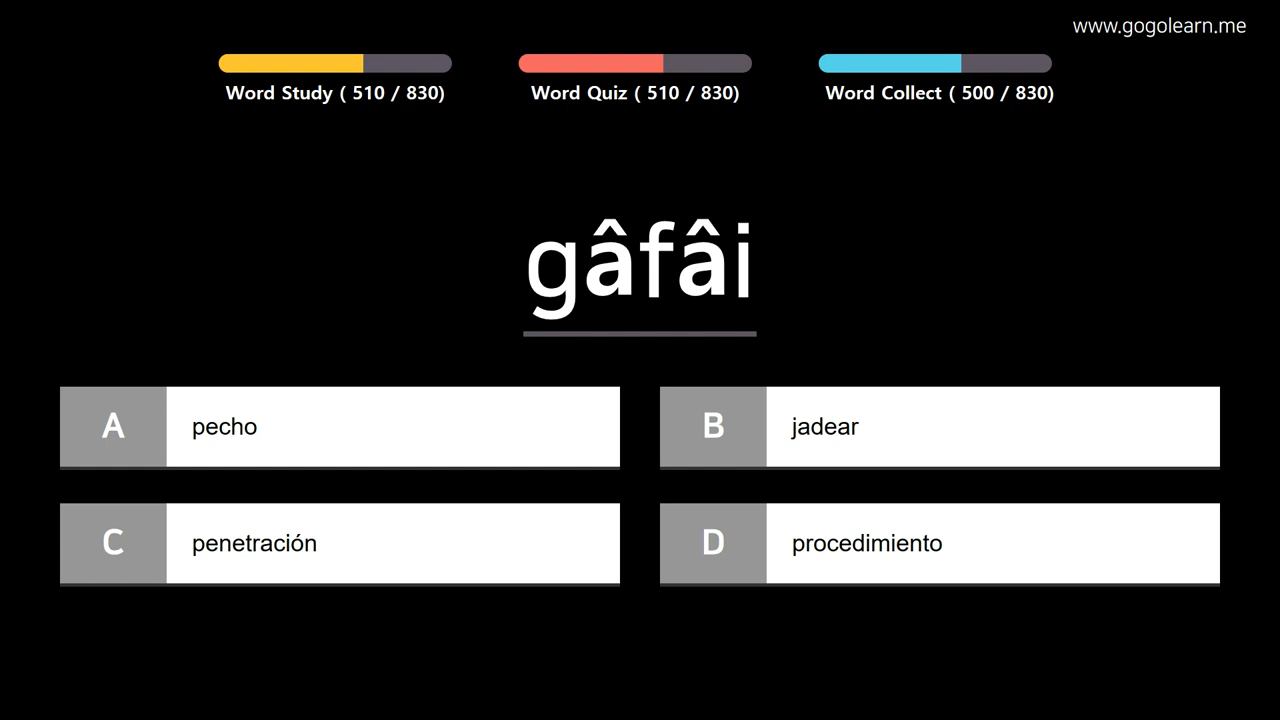 www.gogolearn.me
Word Study ( 510 / 830)
Word Quiz ( 510 / 830)
Word Collect ( 500 / 830)
gâfâi
A pecho
B jadear
C penetración
D procedimiento